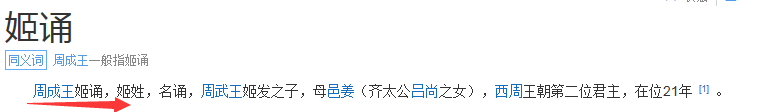 姬诵
同义词 周成王一般指姬诵
周成王姬诵，姬姓，名诵，周武王姬发之子，母邑姜（齐太公吕尚之女），西周王朝第二位君主，在位21年 [1] 。